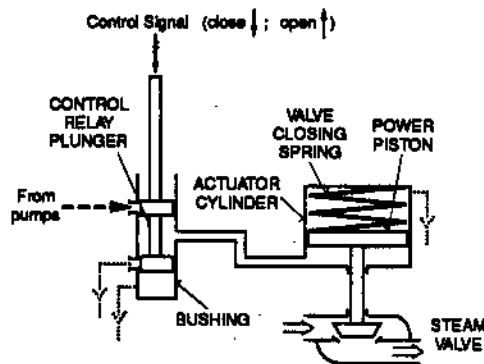 Control Signal (close ; open )
CONTROL
RELAY
PLUNGER
From
pumps
VALVE
CLOSING
SPRING
POWER
PISTON
ACTUATOR
CYLINDER
BUSHING
STEAM
VALVE